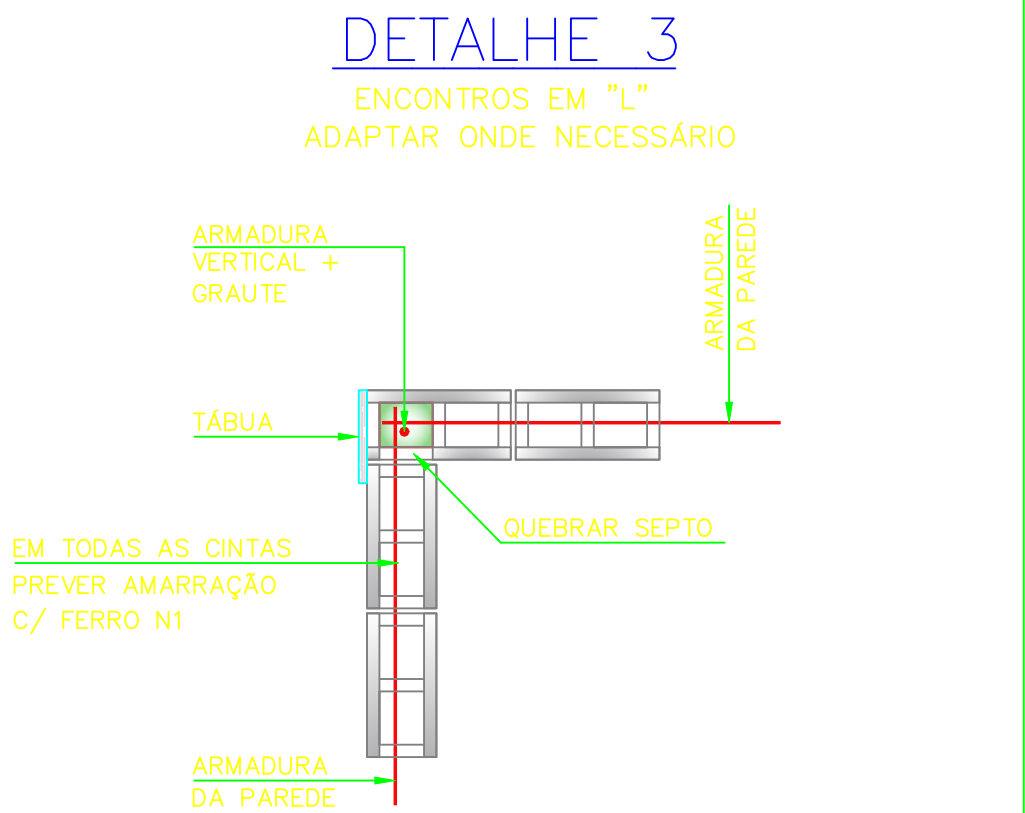 DETALHE 3
ENCONTROS EM "L"
ADAPTAR ONDE NECESSÁRIO
ARMADURA
VERTICAL +
GRAUTE
ARMADURA
DA PAREDE
TÁBUA
QUEBRAR SEPTO
EM TODAS AS CINTAS
PREVER AMARRAÇÃO
C/ FERRO N1
ARMADURA
DA PAREDE